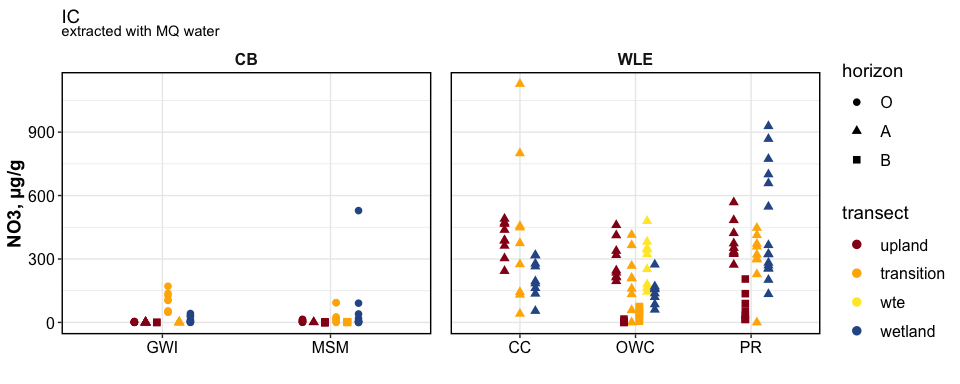 IC
extracted with MQ water
CB
WLE
NO3, µg/g
900
600
300
0
GWI
MSM
CC
OWC
PR
horizon
O
A
B
transect
upland
transition
wte
wetland